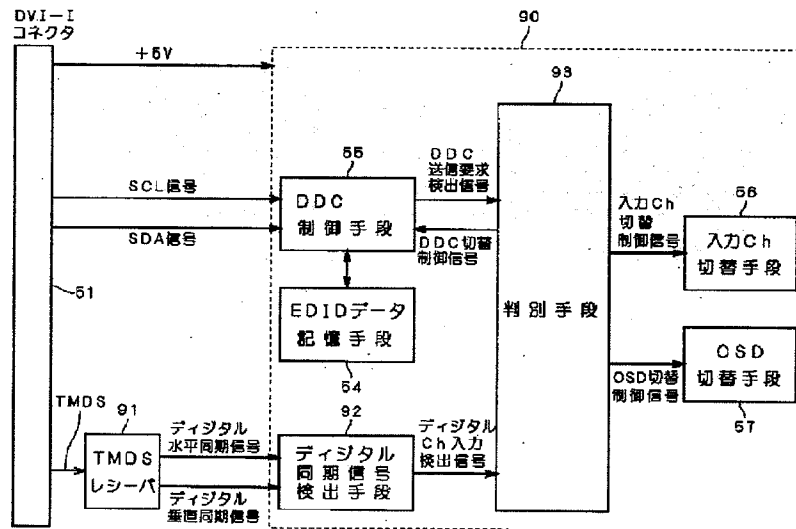 DVI-I
コネクタ
+5V
90
93
55
DDC
送信要求
検出信号
SCL信号
DDC
制御手段
SDA信号
DDC切替
制御信号
入力Ch
切替
制御信号
56
入力Ch
切替手段
51
EDIDデータ
記憶手段
54
判別手段
OSD
切替手段
OSD切替
制御信号
57
TMDS
91
TMDS
レシーバ
ディジタル
水平同期信号
ディジタル
垂直同期信号
92
ディジタル
同期信号
検出手段
ディジタル
Ch入力
検出信号